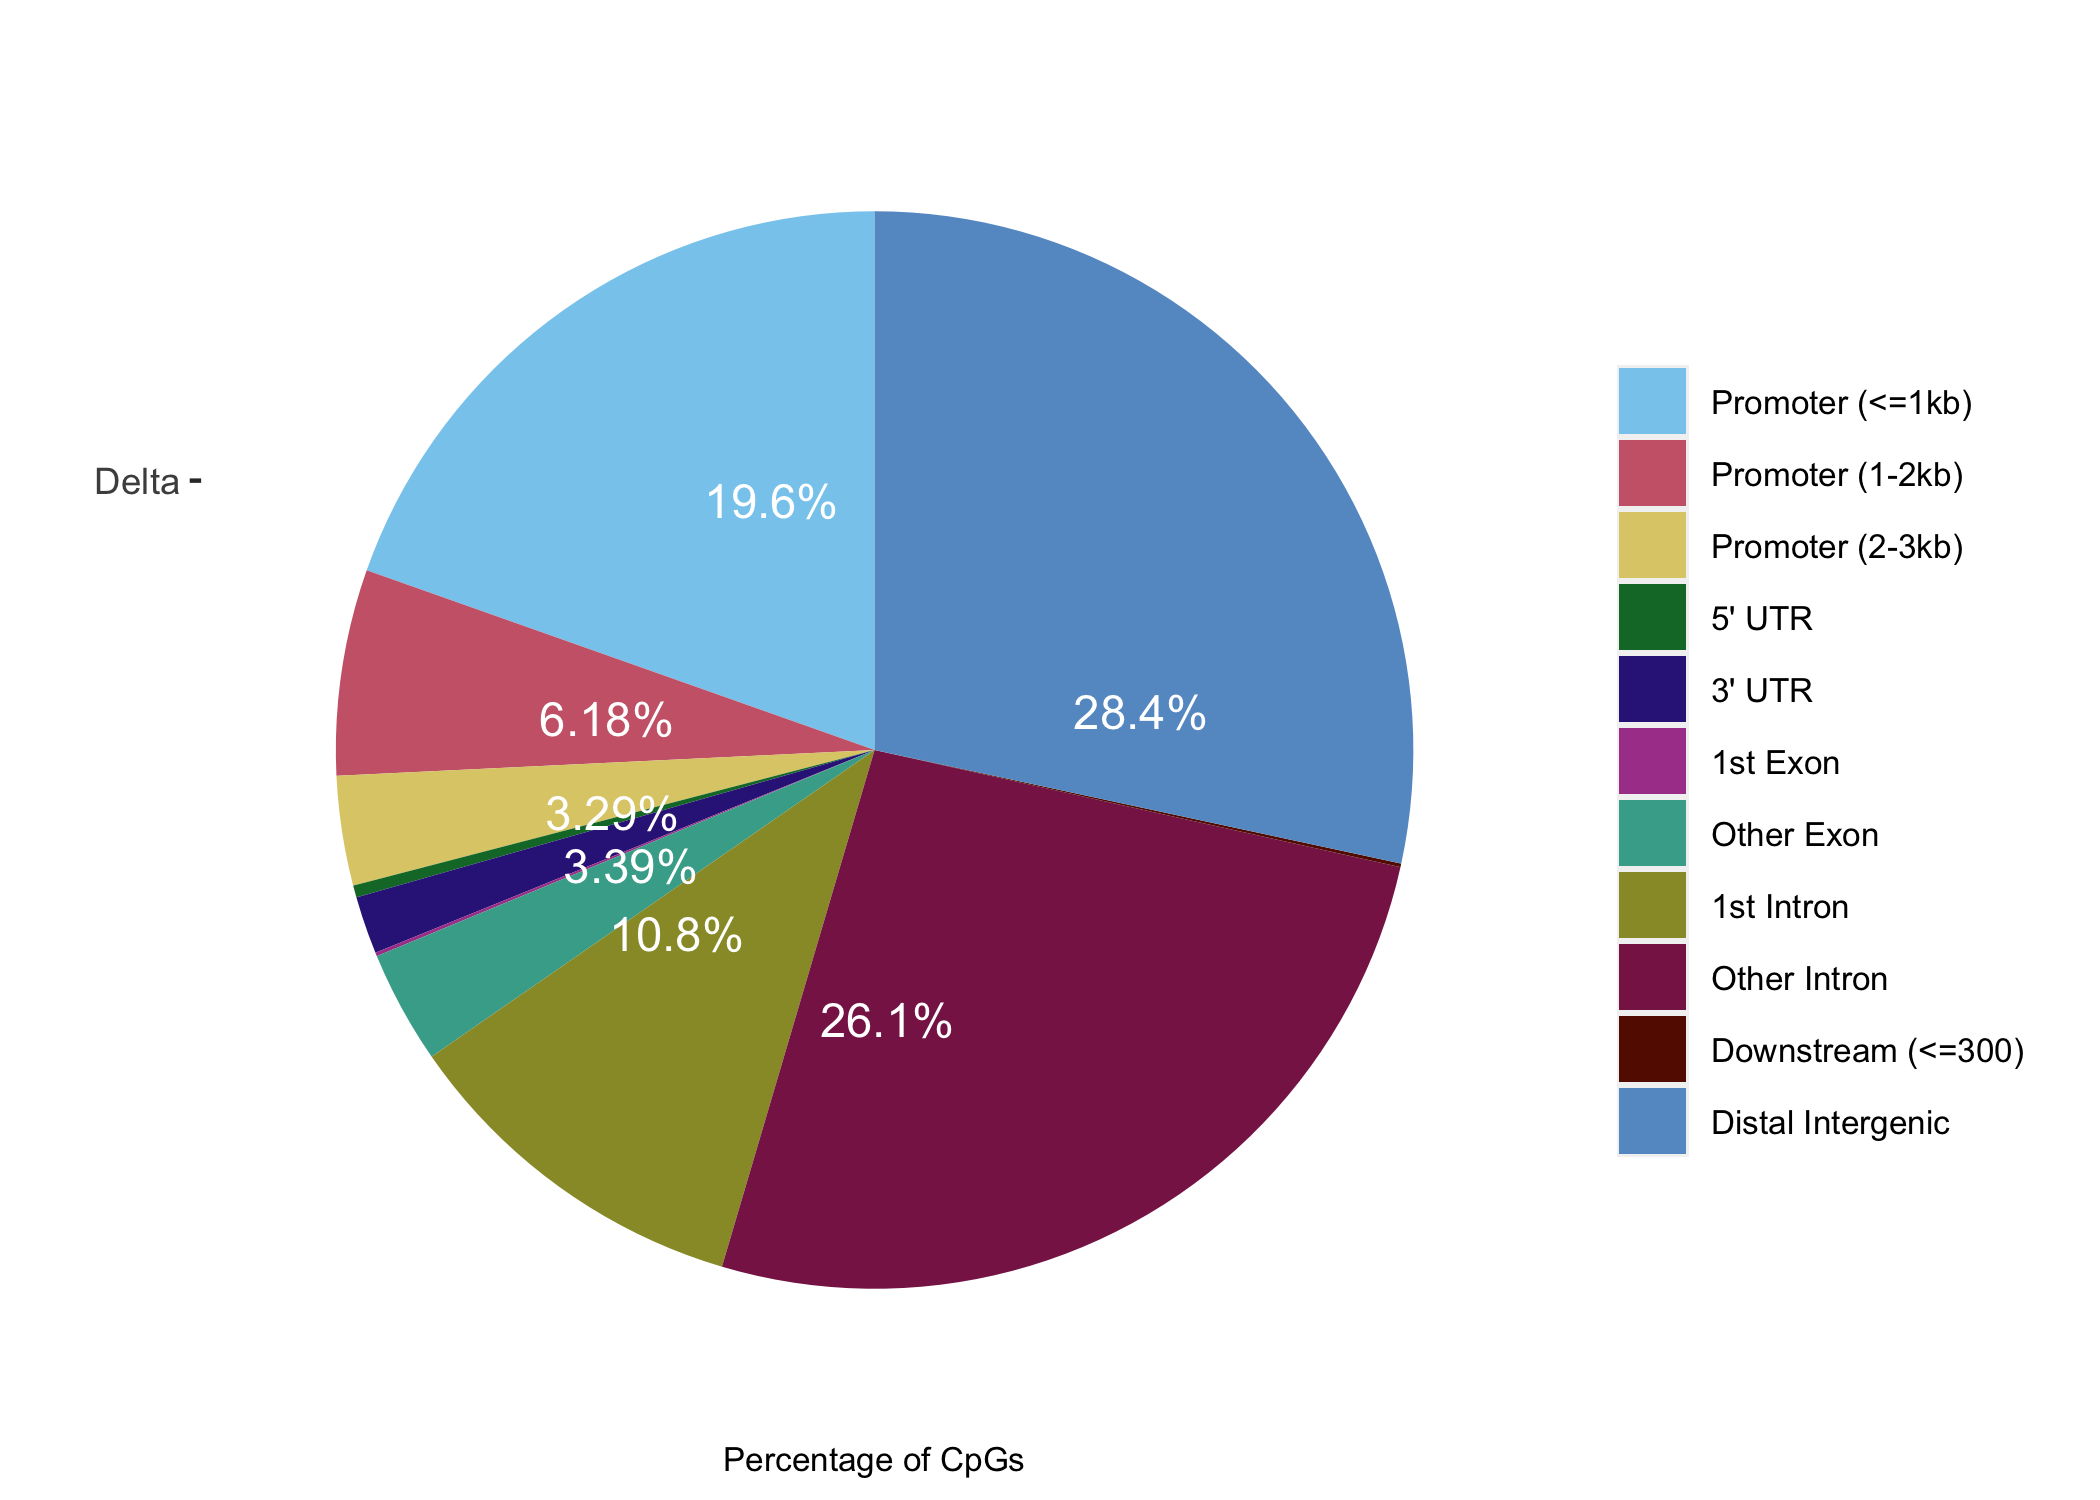 Delta
19.6%
28.4%
6.18%
3.29%
3.39%
10.8%
26.1%
Promoter (<=1kb)
Promoter (1-2kb)
Promoter (2-3kb)
5' UTR
3' UTR
1st Exon
Other Exon
1st Intron
Other Intron
Downstream (<=300)
Distal Intergenic
Percentage of CpGs